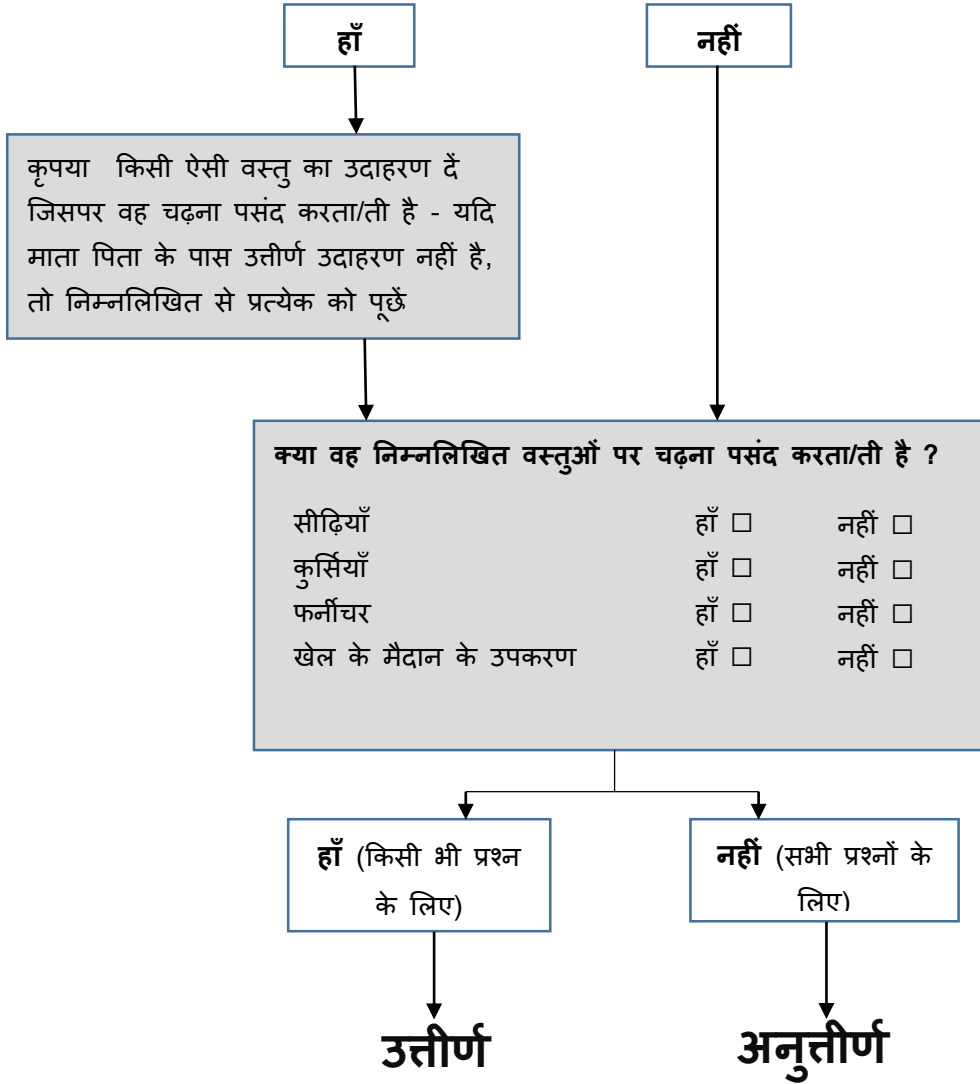 हाँ
नहीं
कृपया किसी ऐसी वस्तु का उदाहरण दें
जिसपर वह चढ़ना पसंद करता/ती है - यदि
माता पिता के पास उत्तीर्ण उदाहरण नहीं है,
तो निम्नलिखित से प्रत्येक को पूछें
क्या वह निम्नलिखित वस्तुओं पर चढ़ना पसंद करता/ती है ?
सीढ़ियाँ हाँ ☐ नहीं ☐
कुर्सियाँ हाँ ☐ नहीं ☐
फर्नीचर हाँ ☐ नहीं ☐
खेल के मैदान के उपकरण हाँ ☐ नहीं ☐
हाँ (किसी भी प्रश्न
के लिए)
नहीं (सभी प्रश्नों के
लिए)
उत्तीर्ण
अनुत्तीर्ण